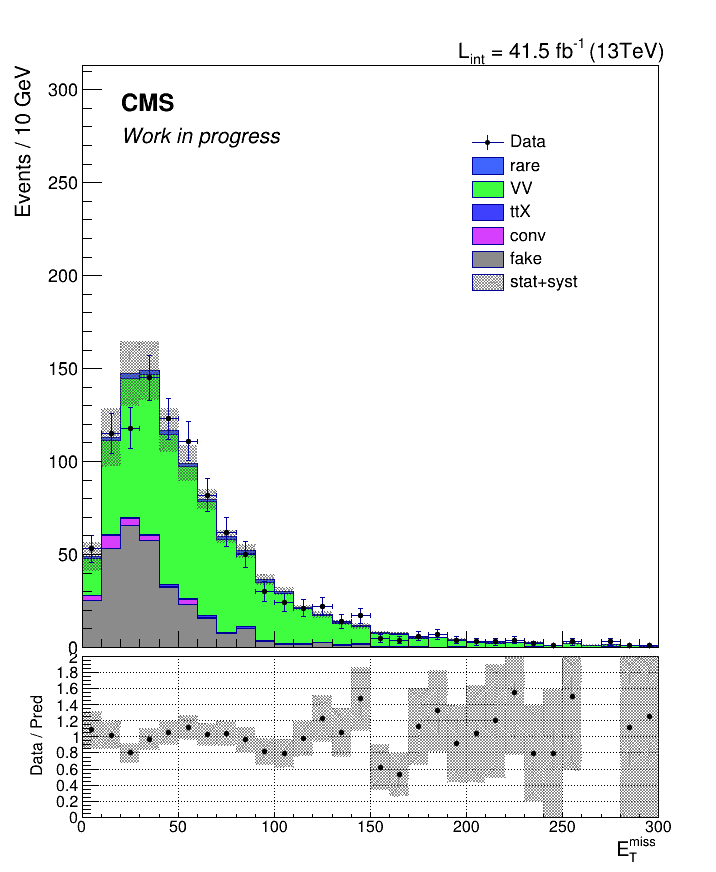 L_int = 41.5 fb^-1 (13TeV)
Events / 10 GeV
CMS
Work in progress
Data
rare
VV
ttX
conv
fake
stat+syst
300
250
200
150
100
50
0
Data / Pred
2
1.8
1.6
1.4
1.2
1
0.8
0.6
0.4
0.2
0
0 50 100 150 200 250 300
E_T^miss